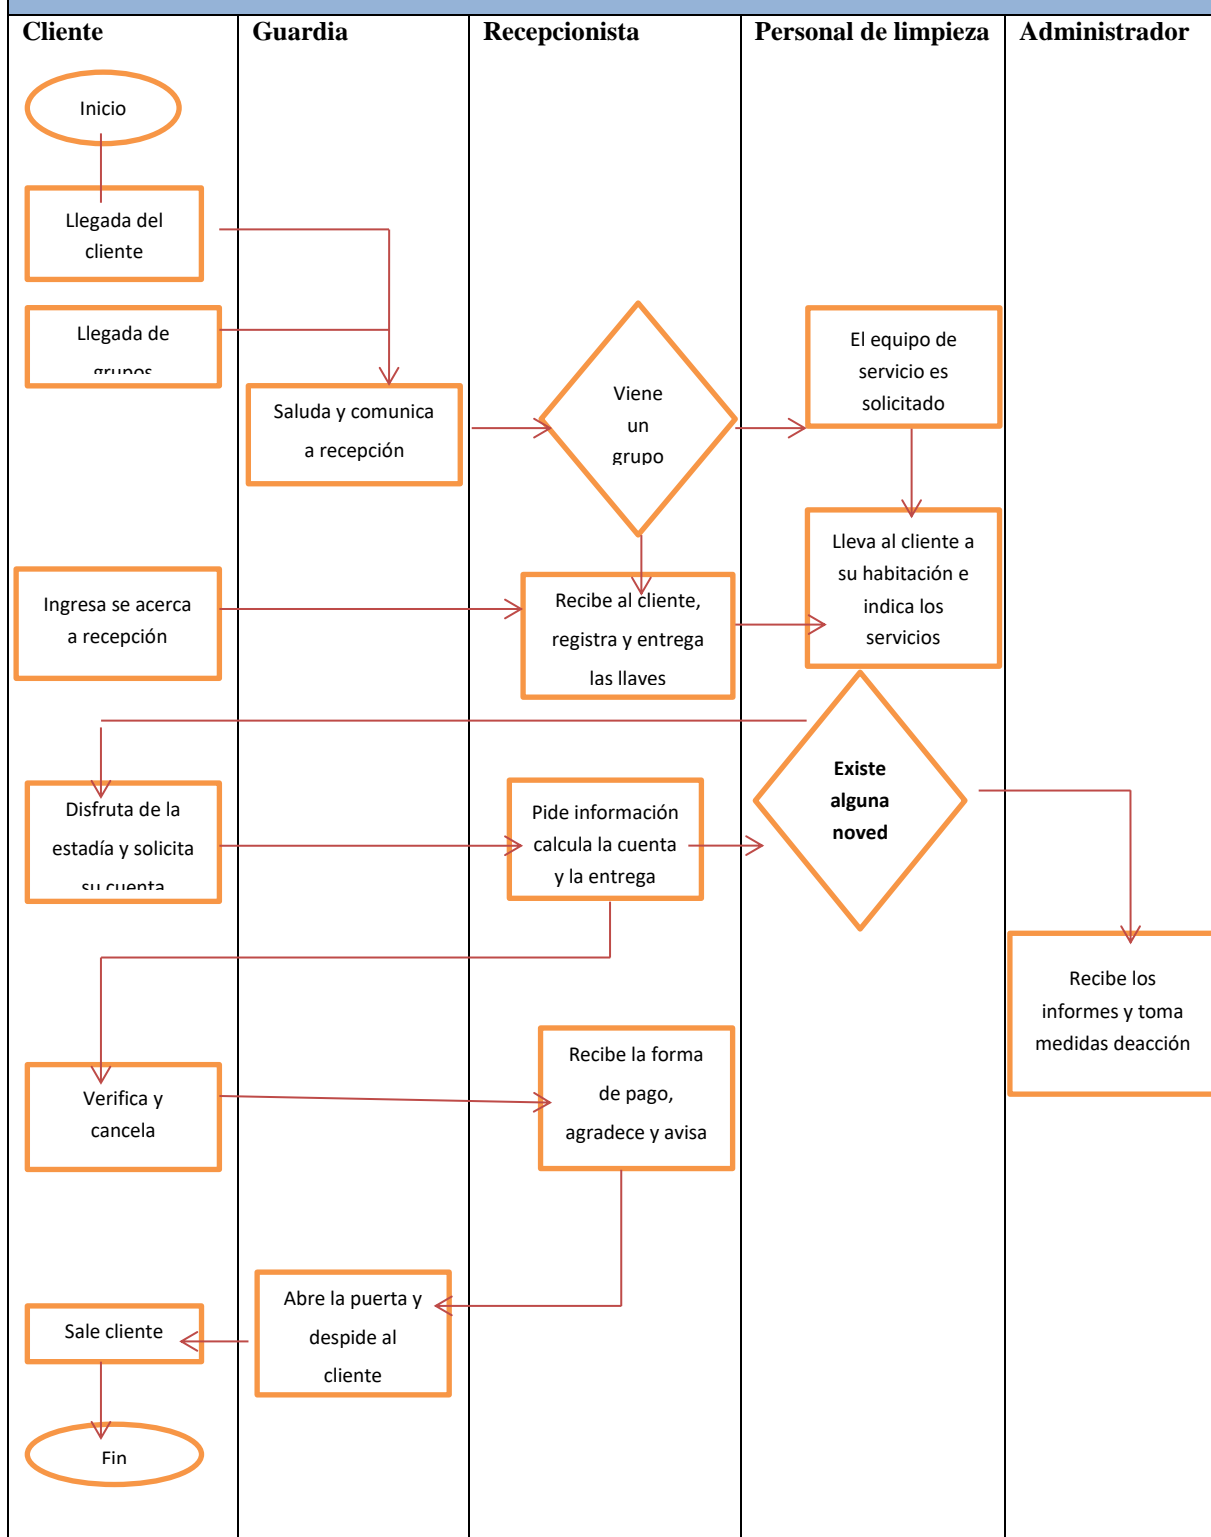 Cliente
Guardia
Recepcionista
Personal de limpieza
Administrador
Inicio
Llegada del
cliente
Llegada de
grupos
El equipo de
servicio es
solicitado
Viene
un
grupo
Saluda y comunica
a recepción
Lleva al cliente a
su habitación e
indica los
servicios
Ingresa se acerca
a recepción
Recibe al cliente,
registra y entrega
las llaves
Existe
alguna
noved
Disfruta de la
estadía y solicita
su cuenta
Pide información
calcula la cuenta
y la entrega
Recibe los
informes y toma
medidas deacción
Verifica y
cancela
Recibe la forma
de pago,
agradece y avisa
Abre la puerta y
despide al
cliente
Sale cliente
Fin